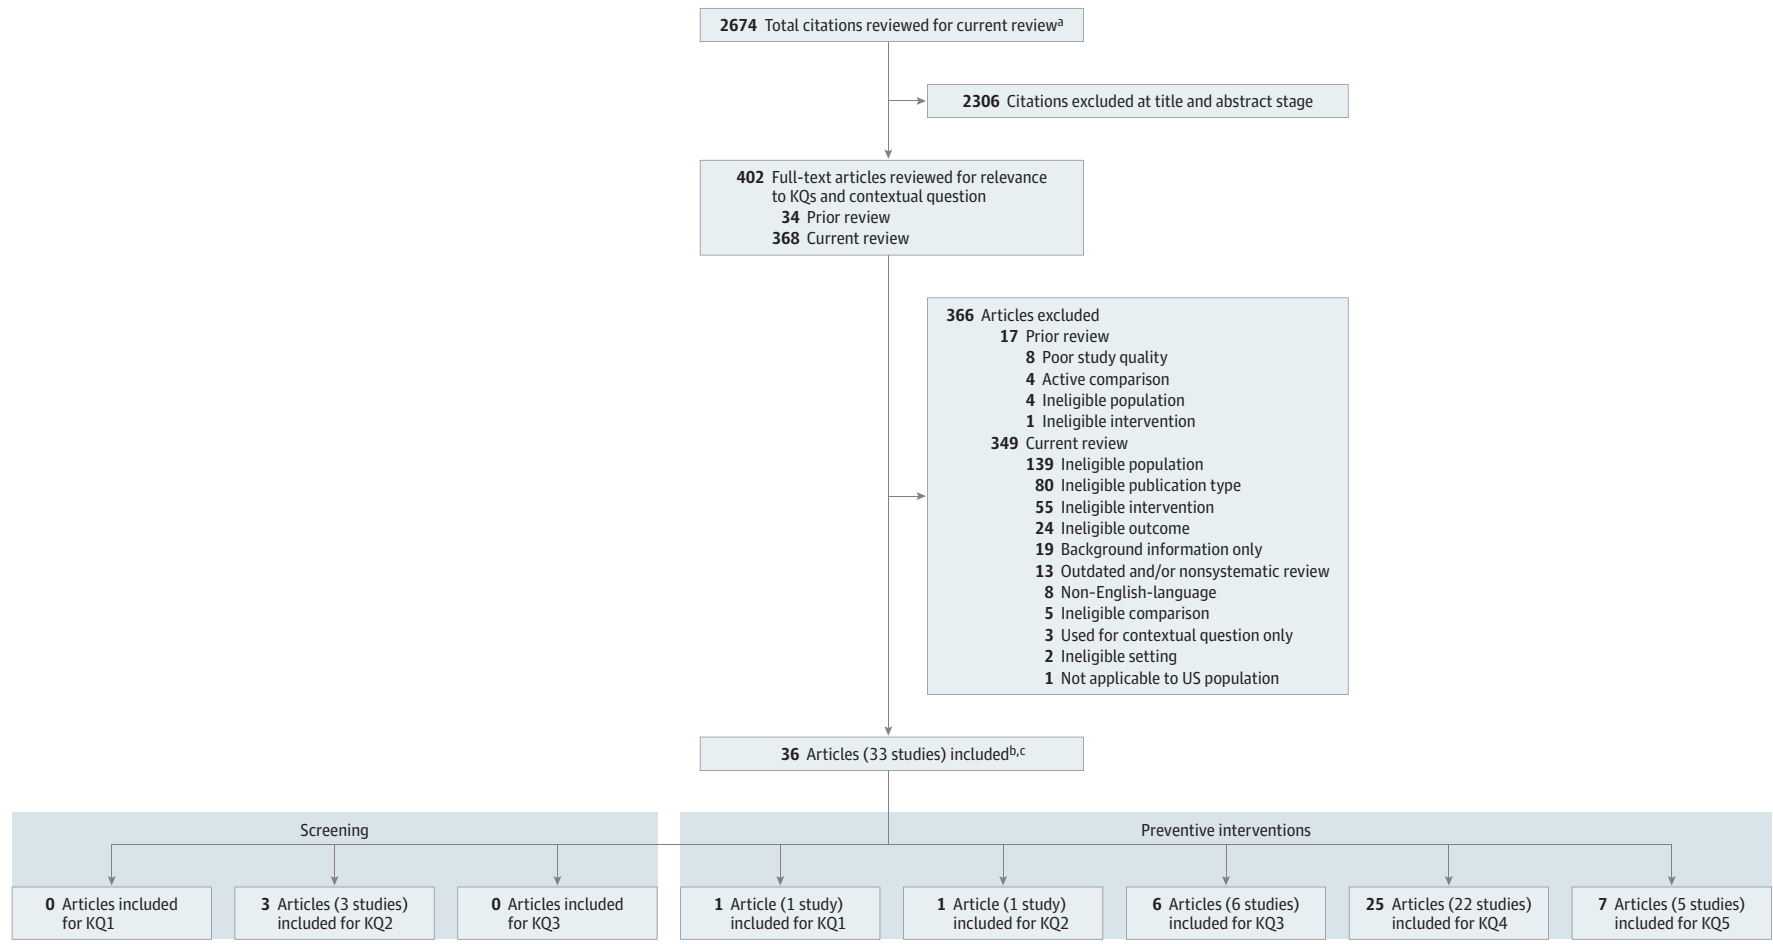 2674 Total citations reviewed for current reviewa
2306 Citations excluded at title and abstract stage
402 Full-text articles reviewed for relevance
to KQs and contextual question
34 Prior review
368 Current review
366 Articles excluded
17 Prior review
8 Poor study quality
4 Active comparison
4 Ineligible population
1 Ineligible intervention
349 Current review
139 Ineligible population
80 Ineligible publication type
55 Ineligible intervention
24 Ineligible outcome
19 Background information only
13 Outdated and/or nonsystematic review
8 Non-English-language
5 Ineligible comparison
3 Used for contextual question only
2 Ineligible setting
1 Not applicable to US population
36 Articles (33 studies) includedb,c
Screening
0 Articles included
for KQ1
3 Articles (3 studies)
included for KQ2
0 Articles included
for KQ3
Preventive interventions
1 Article (1 study)
included for KQ1
1 Article (1 study)
included for KQ2
6 Articles (6 studies)
included for KQ3
25 Articles (22 studies)
included for KQ4
7 Articles (5 studies)
included for KQ5